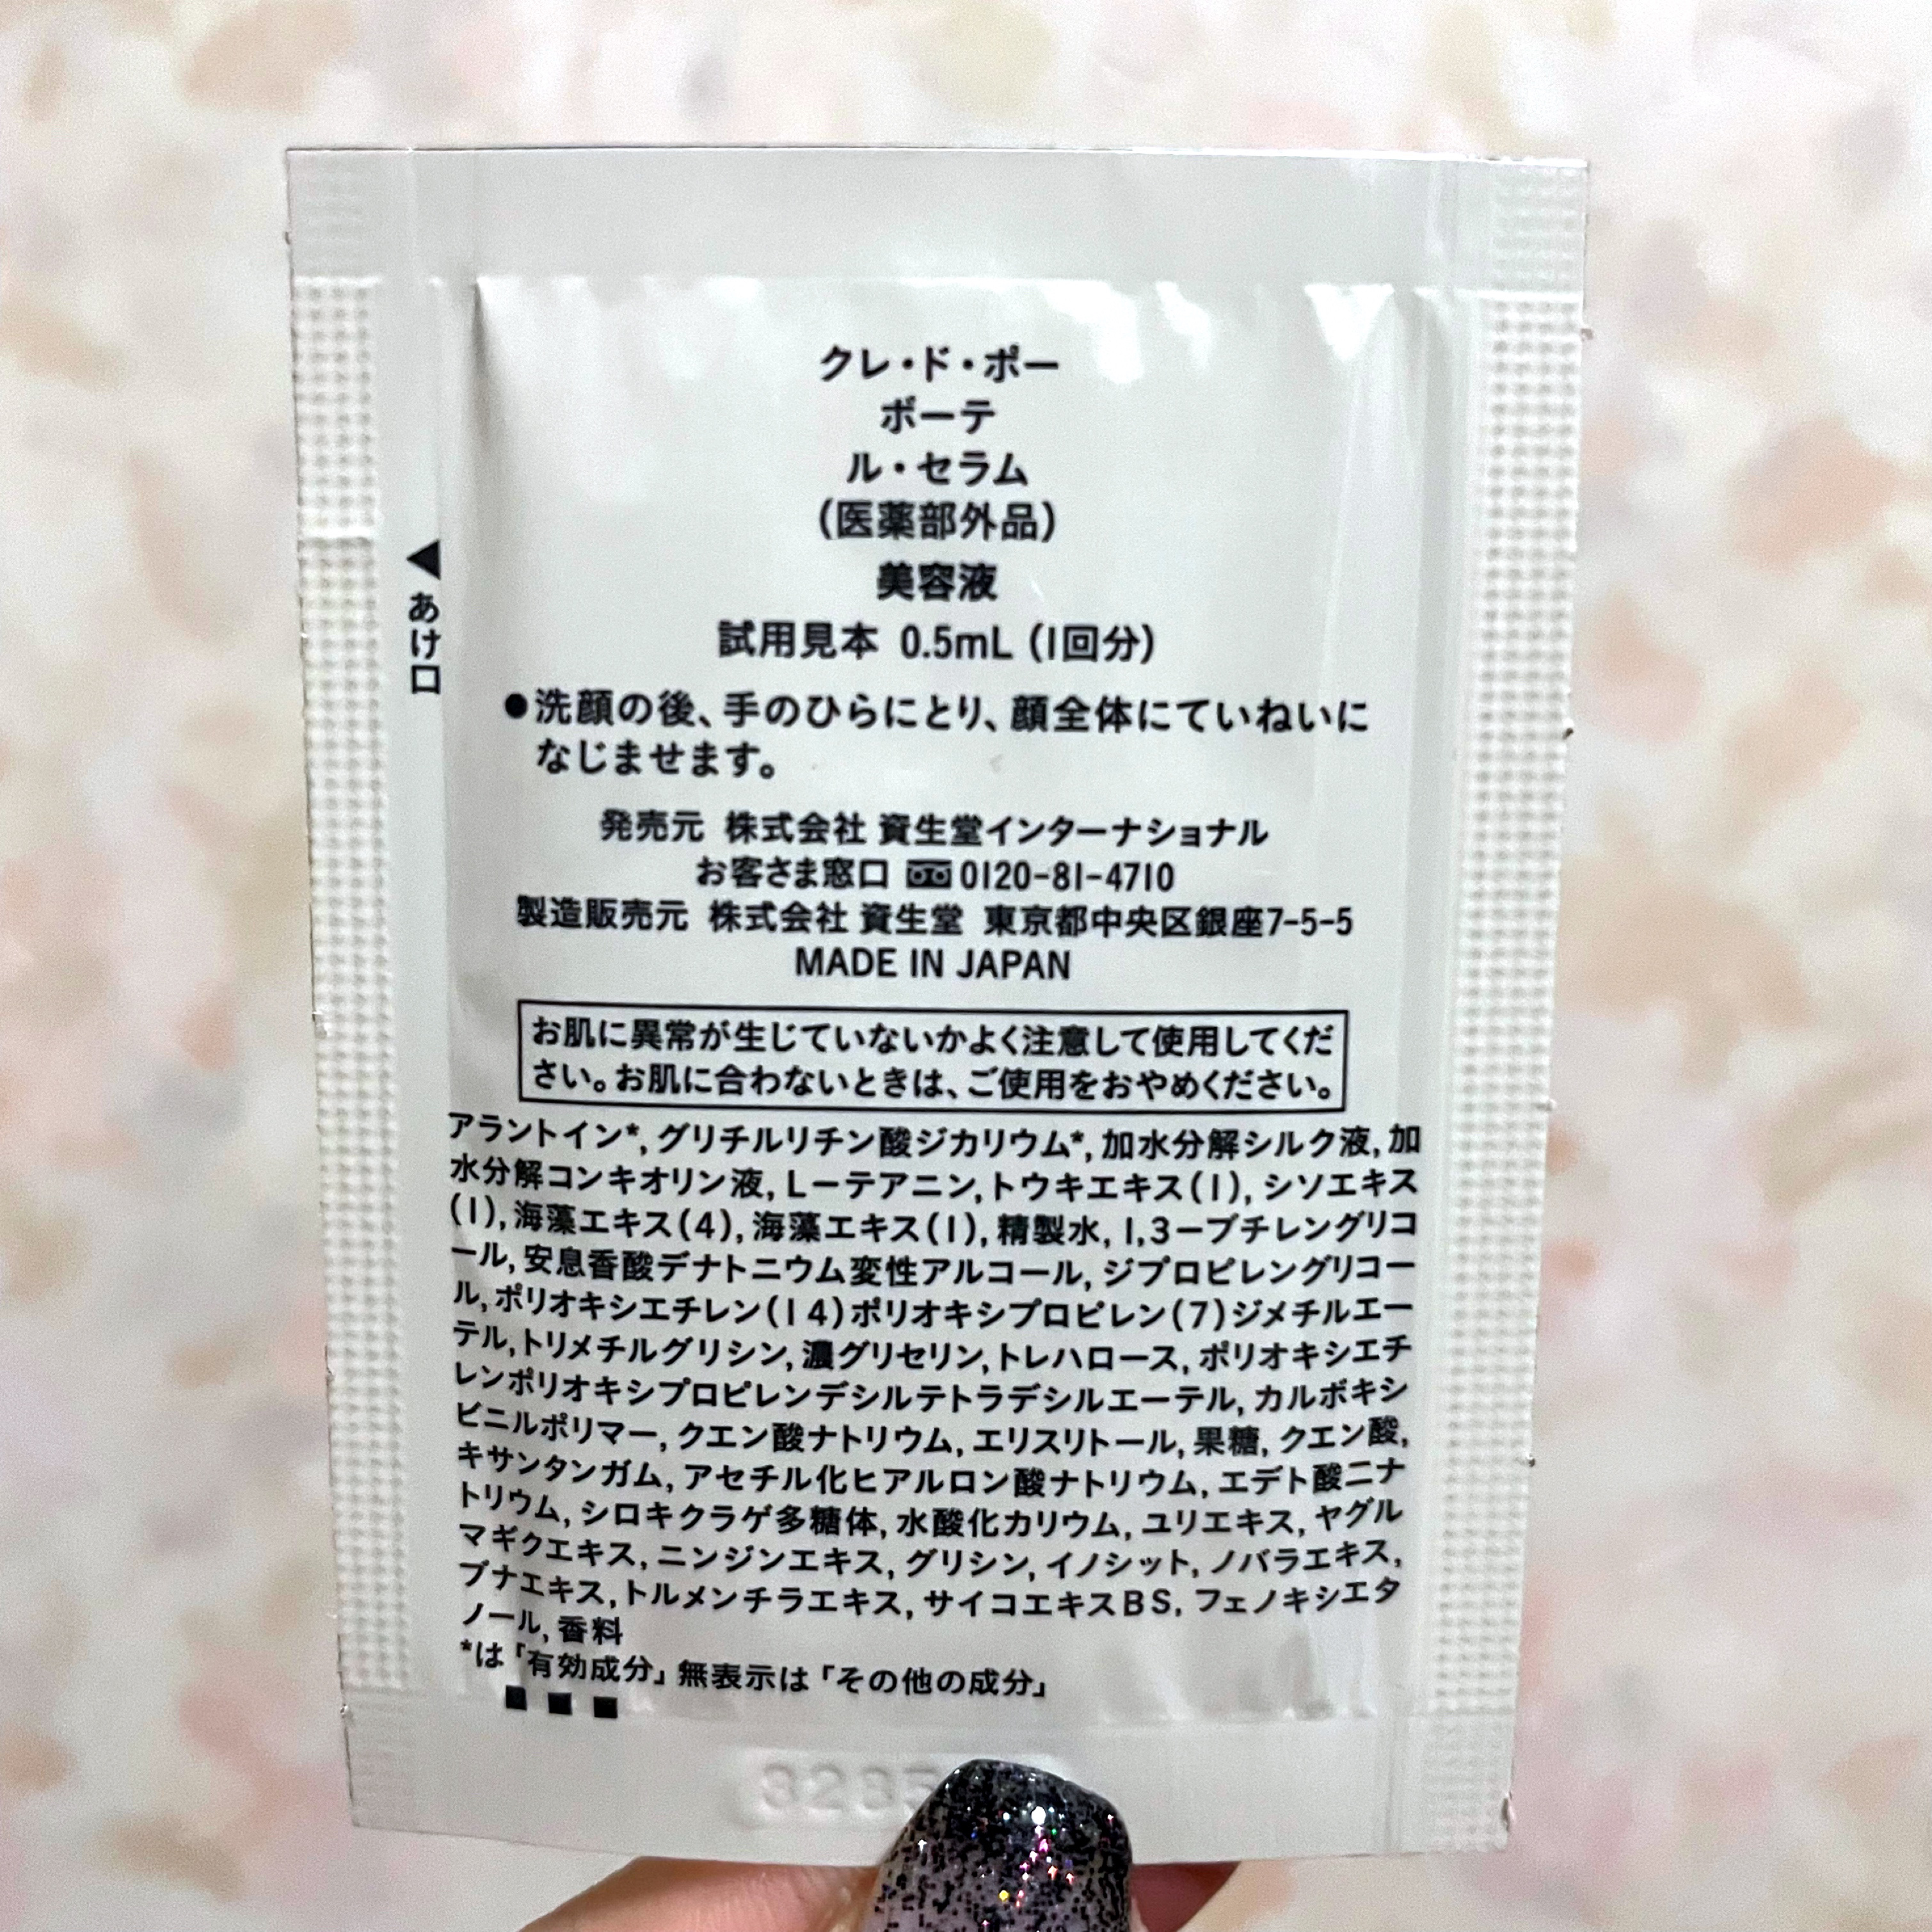 クレ・ド・ポー
ボーテ
ル・セラム
(医薬部外品)
美容液
試用見本 0.5mL (1回分)
◀あけ口
●洗顔の後、手のひらにとり、顔全体にていねいに
なじませます。
発売元 株式会社 資生堂インターナショナル
お客さま窓口 0120-81-4710
製造販売元 株式会社 資生堂 東京都中央区銀座7-5-5
MADE IN JAPAN
お肌に異常が生じていないかよく注意して使用してくだ
さい。お肌に合わないときは、ご使用をおやめください。
アラントイン*, グリチルリチン酸ジカリウム*, 加水分解シルク液, 加
水分解コンキオリン液, Lーテアニン, トウキエキス(1), シソエキス
(1), 海藻エキス(4), 海藻エキス(1), 精製水, 1,3ーブチレングリコ
ール, 安息香酸デナトニウム変性アルコール, ジプロピレングリコー
ル, ポリオキシエチレン(14)ポリオキシプロピレン(7)ジメチルエー
テル, トリメチルグリシン, 濃グリセリン, トレハロース, ポリオキシエチ
レンポリオキシプロピレンデシルテトラデシルエーテル, カルボキシ
ビニルポリマー, クエン酸ナトリウム, エリスリトール, 果糖, クエン酸,
キサンタンガム, アセチル化ヒアルロン酸ナトリウム, エデト酸二ナ
トリウム, シロキクラゲ多糖体, 水酸化カリウム, ユリエキス, ヤグル
マギクエキス, ニンジンエキス, グリシン, イノシット, ノバラエキス,
ブナエキス, トルメンチラエキス, サイコエキスBS, フェノキシエタ
ノール, 香料
*は「有効成分」無表示は「その他の成分」